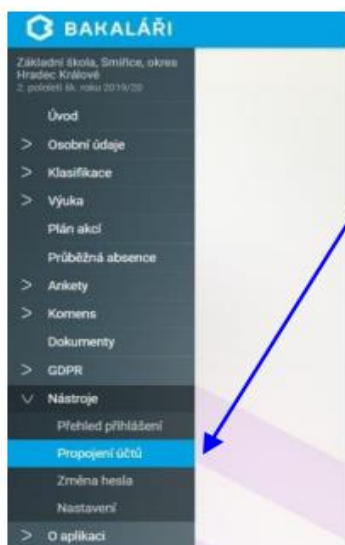 BAKALÁŘI
Základní škola, Smiřice, okres
Hradec Králové
2. pololetí šk. roku 2019/20
Úvod
> Osobní údaje
> Klasifikace
> Výuka
Plán akcí
Průběžná absence
> Ankety
> Komens
Dokumenty
> GDPR
Nástroje
Přehled přihlášení
Propojení účtů
Změna hesla
Nastavení
> O aplikaci